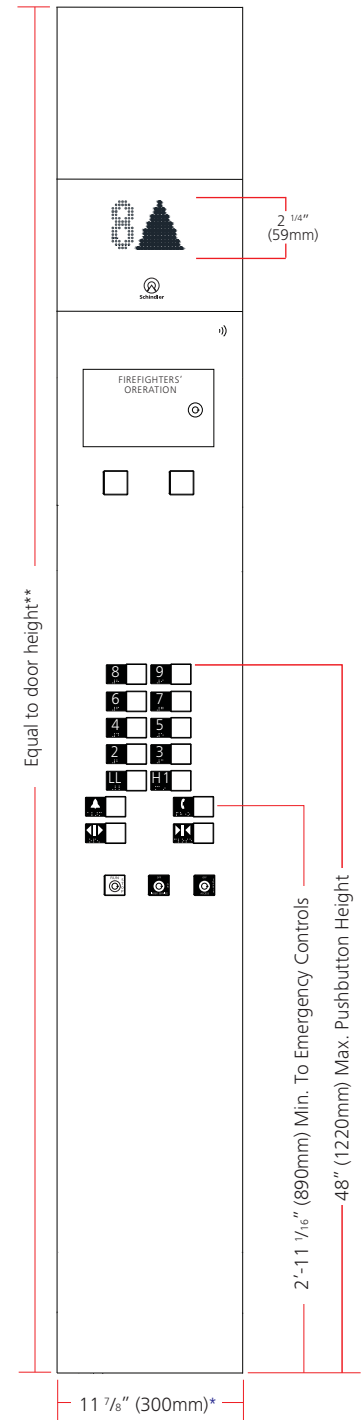 8
2 1/4"
(59mm)
Schindler
FIREFIGHTERS'
ORERATION
Equal to door height**
8 9
6 7
4 5
2 3
LL H1
2'-11 1/16" (890mm) Min. To Emergency Controls
48" (1220mm) Max. Pushbutton Height
11 7/8" (300mm)*